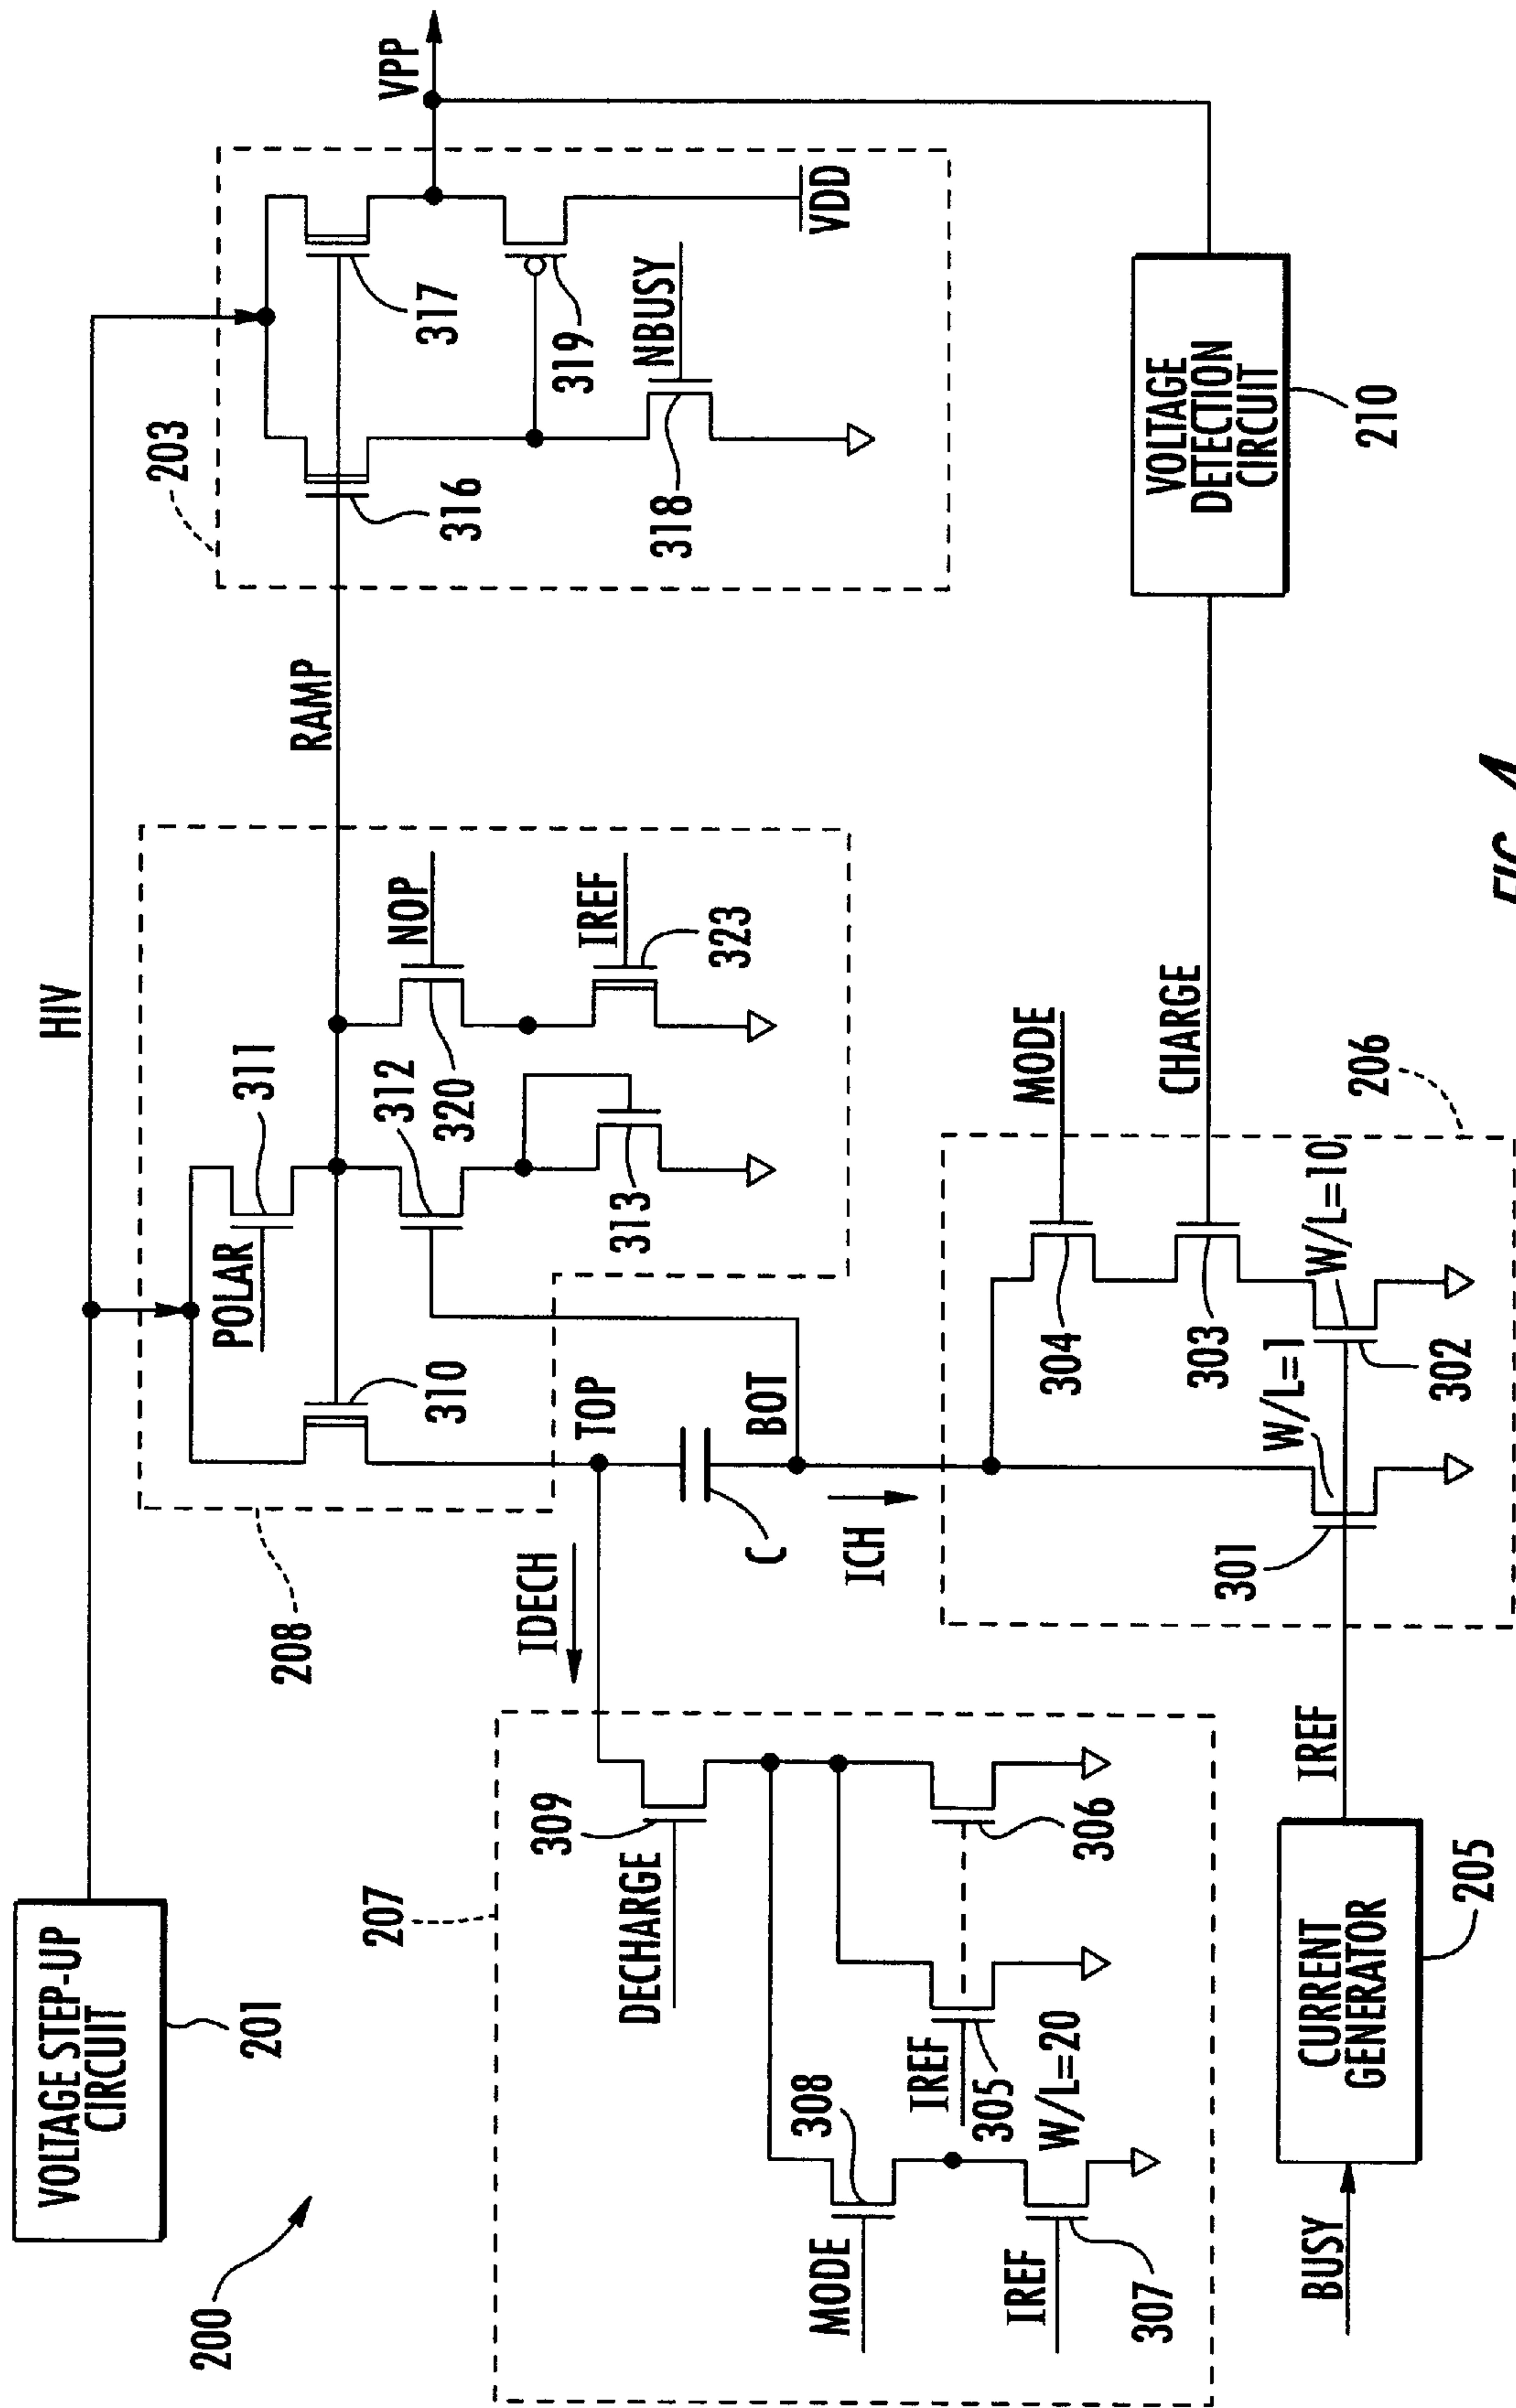 200
VOLTAGE STEP-UP
CIRCUIT
201
HIV
208
POLAR
311
310
312
313
320
NOP
IREF
323
RAMP
203
316
317
318
319
NBUSY
VDD
VPP
207
DECHARGE
309
IDECH
TOP
C
BOT
ICH
MODE
308
IREF
305
306
W/L=20
IREF
307
BUSY
CURRENT
GENERATOR
205
IREF
301
W/L=1
302
W/L=10
303
304
MODE
206
CHARGE
VOLTAGE
DETECTION
CIRCUIT
210